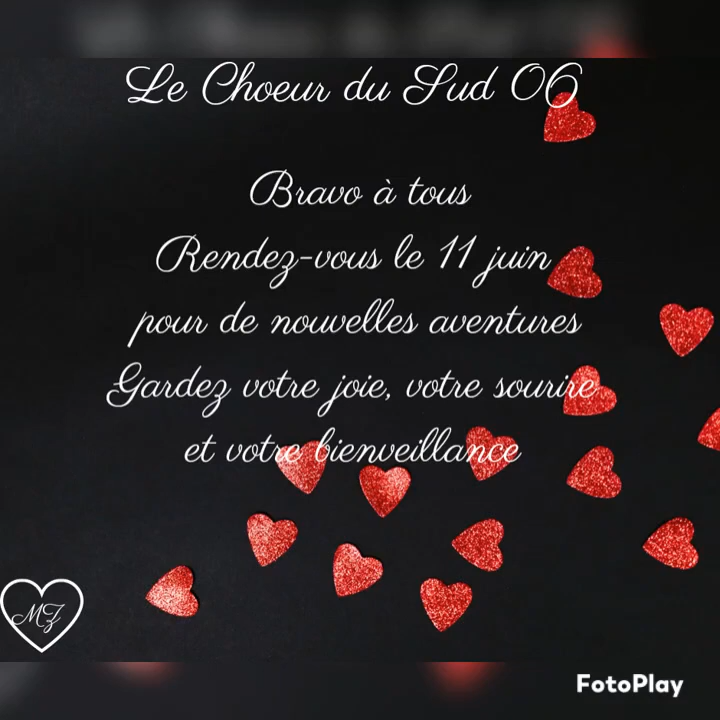 Le Choeur du Sud 06
Bravo à tous
Rendez-vous le 11 juin
pour de nouvelles aventures
Gardez votre joie, votre sourire
et votre bienveillance
MZ
FotoPlay